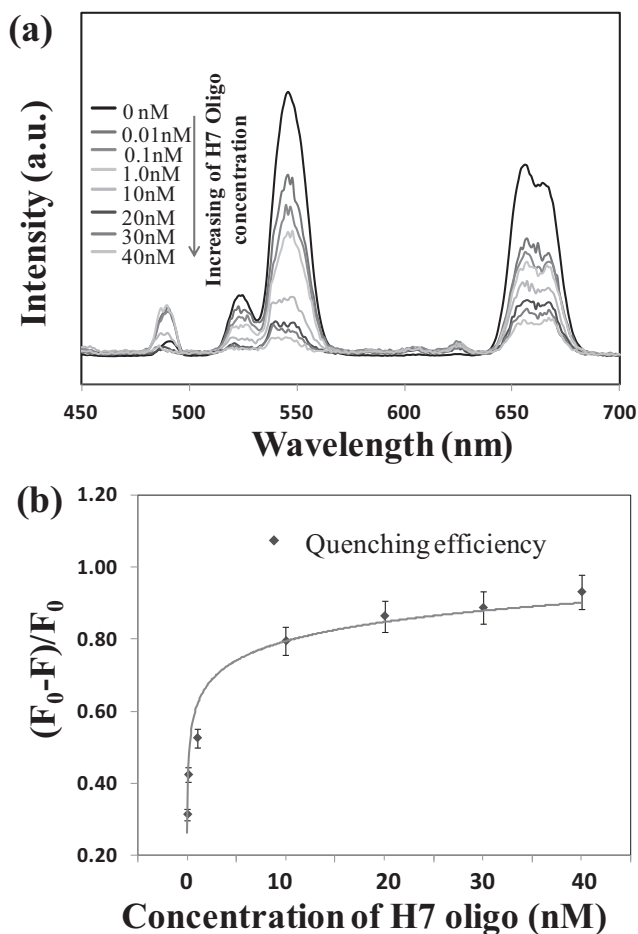 (a)
Intensity (a.u.)
0 nM
0.01nM
0.1nM
1.0nM
10nM
20nM
30nM
40nM
Increasing of H7 Oligo
concentration
450 500 550 600 650 700
Wavelength (nm)
(b)
(F0-F)/F0
1.20
1.00
0.80
0.60
0.40
0.20
Quenching efficiency
0 10 20 30 40
Concentration of H7 oligo (nM)